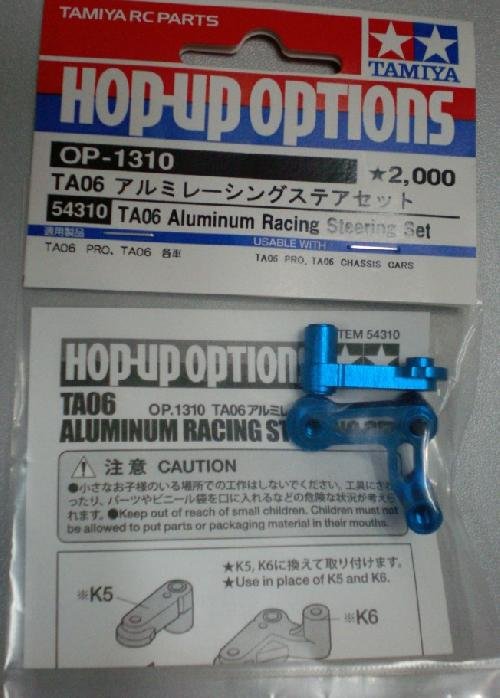 TAMIYA RC PARTS
TAMIYA
HOP-UP OPTIONS
OP-1310
★2,000
TA06 アルミレーシングステアセット
54310 TA06 Aluminum Racing Steering Set
適用製品
USABLE WITH
TA06 PRO, TA06 各車
TA06 PRO, TA06 CHASSIS CARS
ITEM 54310
HOP-UP OPTION
TA06
OP.1310 TA06アルミ
ALUMINUM RACING ST
注意 CAUTION
●小さなお子様のいる場所での工作はしないでください。工具にさわ
ったり、パーツやビニール袋を口に入れるなどの危険な状況が考えら
れます。●Keep out of reach of small children. Children must not
be allowed to put parts or packaging material in their mouths.
★K5, K6に換えて取り付けます。
★Use in place of K5 and K6.
※K5
※K6